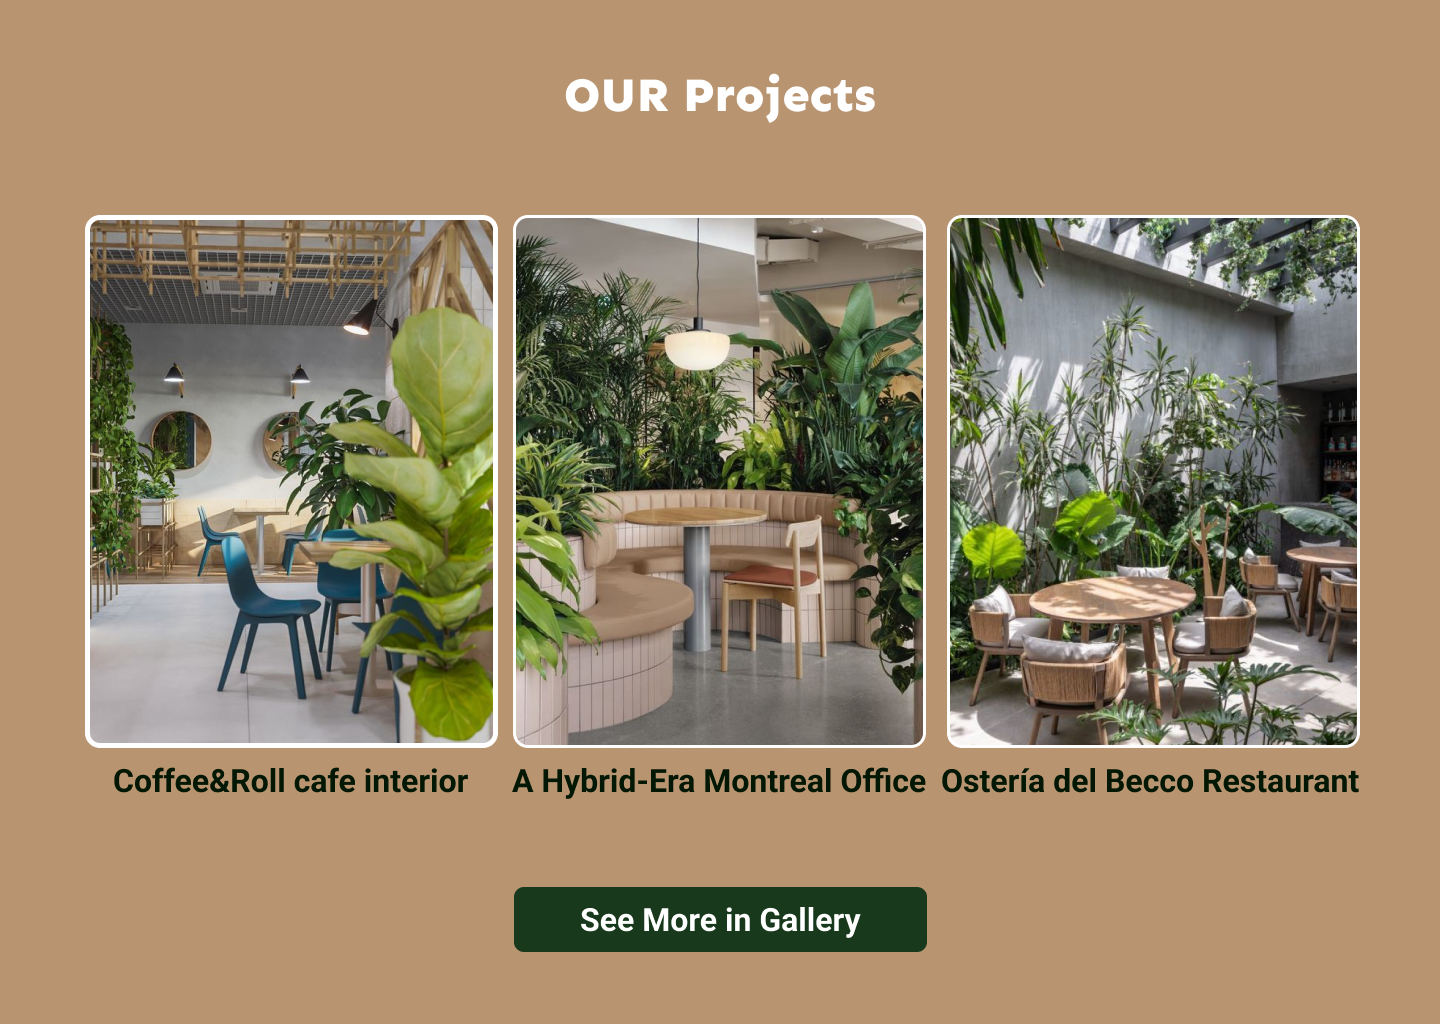 OUR Projects
Coffee&Roll cafe interior
A Hybrid-Era Montreal Office
Ostería del Becco Restaurant
See More in Gallery